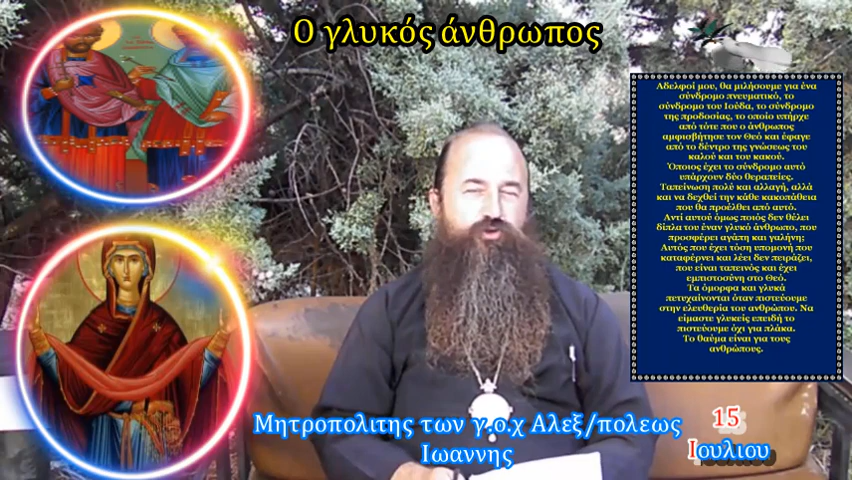 Ο γλυκός άνθρωπος
Αδελφοί μου, θα μιλήσουμε για ένα
σύνδρομο πνευματικό, το
σύνδρομο του Ιούδα, το σύνδρομο
της προδοσίας, το οποίο υπήρχε
από τότε που ο άνθρωπος
αμφισβήτησε τον Θεό και έφαγε
από το δέντρο της γνώσεως του
καλού και του κακού.
Όποιος έχει το σύνδρομο αυτό
υπάρχουν δύο θεραπείες.
Ταπείνωση πολύ και αλλαγή, αλλά
και να δεχθεί την κάθε κακοπάθεια
που θα προέλθει από αυτό.
Αντί αυτού όμως ποιός δεν θέλει
δίπλα του έναν γλυκό άνθρωπο, που
προσφέρει αγάπη και γαλήνη;
Αυτός που έχει τόση υπομονή που
καταφέρνει και λέει δεν πειράζει,
που είναι ταπεινός και έχει
εμπιστοσύνη στο Θεό.
Τα όμορφα και γλυκά
πετυχαίνονται όταν πιστεύουμε
στην ελευθερία του ανθρώπου. Να
είμαστε γλυκείς επειδή το
πιστεύουμε όχι για πλάκα.
Το θαύμα είναι για τους
ανθρώπους.
Μητροπολιτης των γ.ο.χ Αλεξ/πολεως
Ιωαννης
15
Ιουλιου